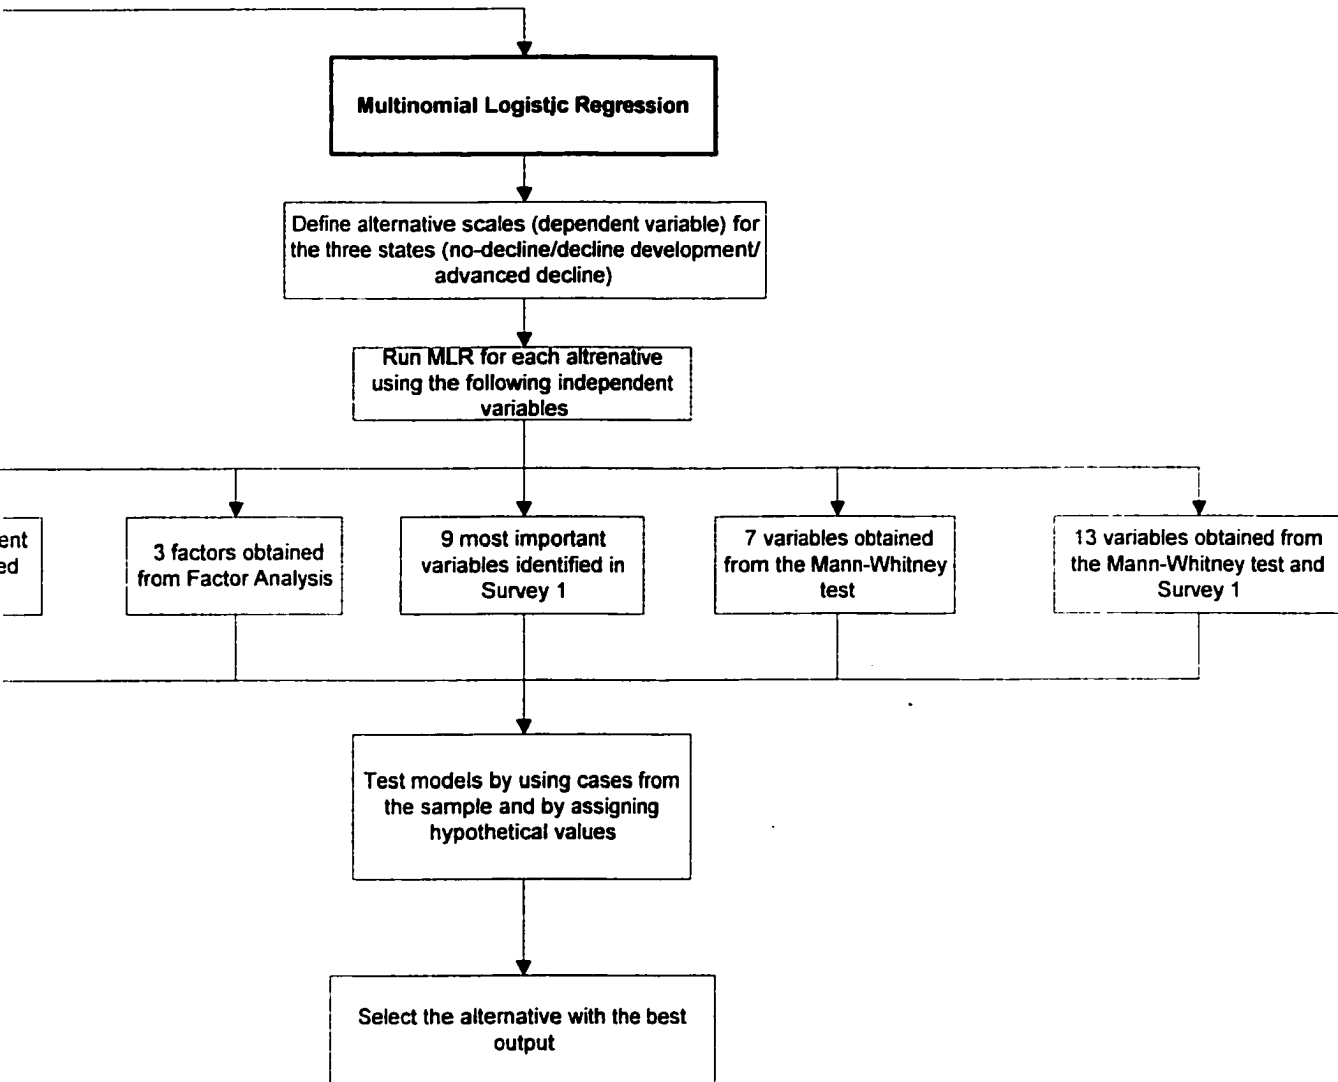 Multinomial Logistic Regression
Define alternative scales (dependent variable) for
the three states (no-decline/decline development/
advanced decline)
Run MLR for each altrenative
using the following independent
variables
ent
ed
3 factors obtained
from Factor Analysis
9 most important
variables identified in
Survey 1
7 variables obtained
from the Mann-Whitney
test
13 variables obtained from
the Mann-Whitney test and
Survey 1
Test models by using cases from
the sample and by assigning
hypothetical values
Select the alternative with the best
output